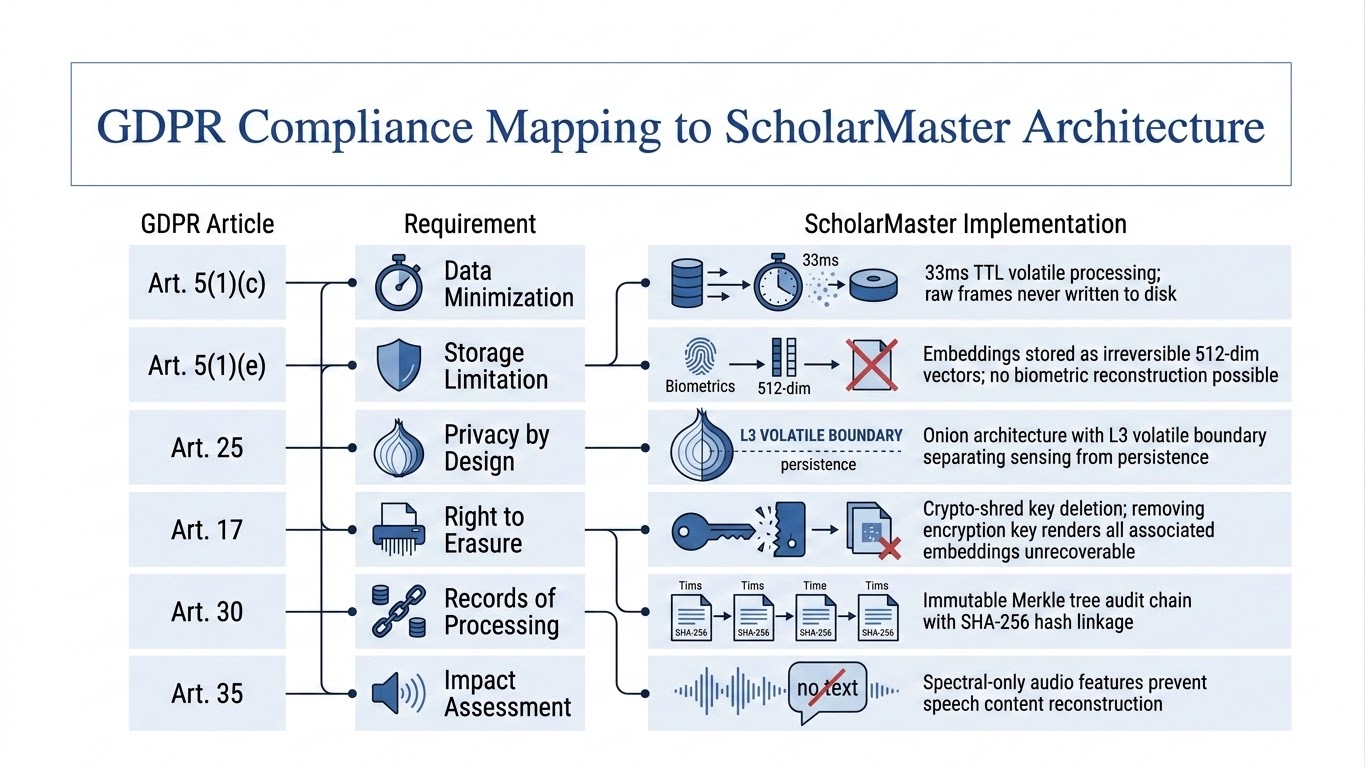 GDPR Compliance Mapping to ScholarMaster Architecture
GDPR Article
Requirement
ScholarMaster Implementation
Art. 5(1)(c)
Data
Minimization
33ms
33ms TTL volatile processing;
raw frames never written to disk
Art. 5(1)(e)
Storage
Limitation
Biometrics
512-dim
Embeddings stored as irreversible 512-dim
vectors; no biometric reconstruction possible
Art. 25
Privacy by
Design
L3 VOLATILE BOUNDARY
persistence
Onion architecture with L3 volatile boundary
separating sensing from persistence
Art. 17
Right to
Erasure
Crypto-shred key deletion; removing
encryption key renders all associated
embeddings unrecoverable
Art. 30
Records of
Processing
Tims Tims Time Tims
SHA-256 SHA-256 SHA-256 SHA-256
Immutable Merkle tree audit chain
with SHA-256 hash linkage
Art. 35
Impact
Assessment
no text
Spectral-only audio features prevent
speech content reconstruction